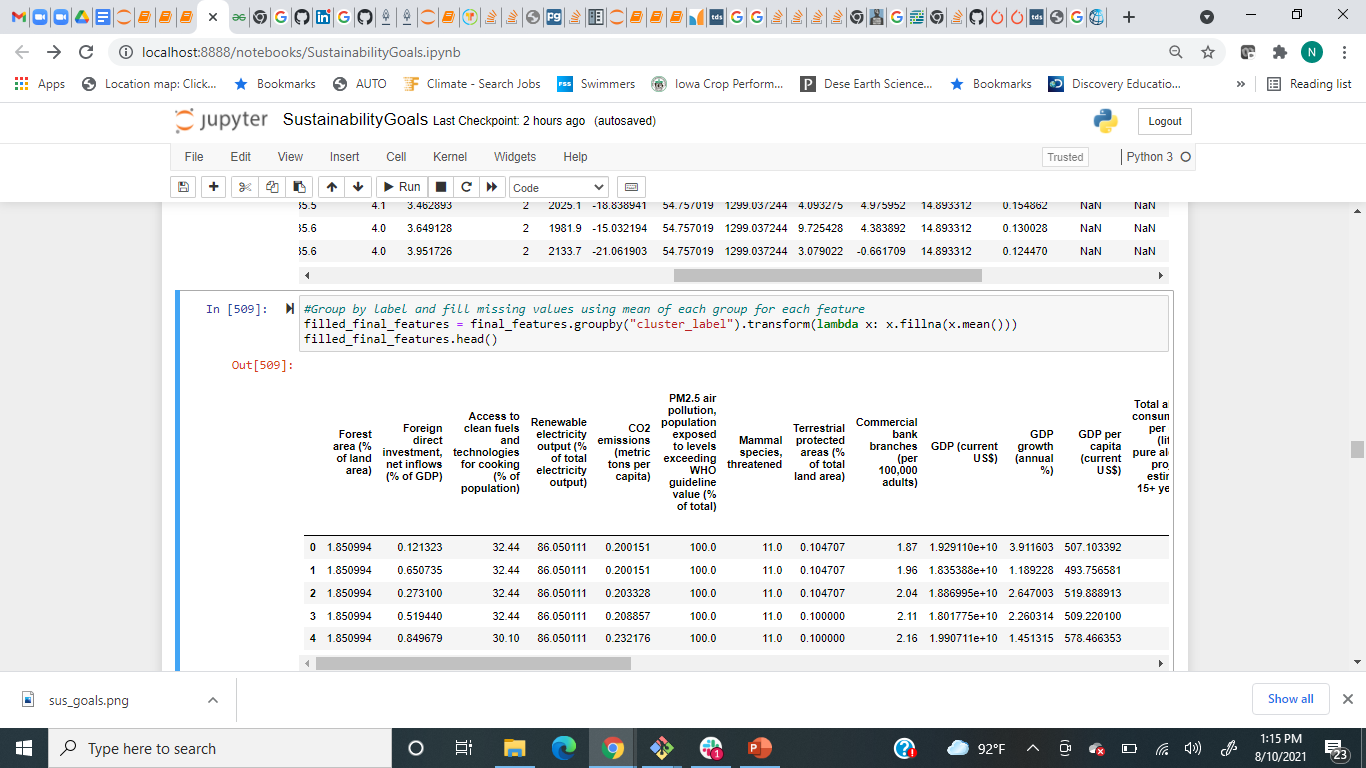 localhost:8888/notebooks/SustainabilityGoals.ipynb
N
Apps Location map: Click... Bookmarks AUTO Climate - Search Jobs FSS Swimmers Iowa Crop Perform... Dese Earth Science... Bookmarks Discovery Educatio... » Reading list
jupyter SustainabilityGoals Last Checkpoint: 2 hours ago (autosaved) Logout
File Edit View Insert Cell Kernel Widgets Help Trusted Python 3
Run Code
4.1 3.462893 2 2025.1 -18.838941 54.757019 1299.037244 4.093275 4.975952 14.893312 0.154862 NaN NaN
35.6 4.0 3.649128 2 1981.9 -15.032194 54.757019 1299.037244 9.725428 4.383892 14.893312 0.130028 NaN NaN
35.6 4.0 3.951726 2 2133.7 -21.061903 54.757019 1299.037244 3.079022 -0.661709 14.893312 0.124470 NaN NaN
In [509]:
#Group by label and fill missing values using mean of each group for each feature
filled_final_features = final_features.groupby("cluster_label").transform(lambda x: x.fillna(x.mean()))
filled_final_features.head()
Out[509]:
Forest
area (%
of land
area)
Foreign
direct
investment,
net inflows
(% of GDP)
Access to
clean fuels
and
technologies
for cooking
(% of
population)
Renewable
electricity
output (%
of total
electricity
output)
CO2
emissions
(metric
tons per
capita)
PM2.5 air
pollution,
population
exposed
to levels
exceeding
WHO
guideline
value (%
of total)
Mammal
species,
threatened
Terrestrial
protected
areas (%
of total
land area)
Commercial
bank
branches
(per
100,000
adults)
GDP (current
US$)
GDP
growth
(annual
%)
GDP per
capita
(current
US$)
Total a
consun
per
(lit
pure al
pro
estin
15+ ye
0 1.850994 0.121323 32.44 86.050111 0.200151 100.0 11.0 0.104707 1.87 1.929110e+10 3.911603 507.103392
1 1.850994 0.650735 32.44 86.050111 0.200151 100.0 11.0 0.104707 1.96 1.835388e+10 1.189228 493.756581
2 1.850994 0.273100 32.44 86.050111 0.203328 100.0 11.0 0.104707 2.04 1.886995e+10 2.647003 519.888913
3 1.850994 0.519440 32.44 86.050111 0.208857 100.0 11.0 0.100000 2.11 1.801775e+10 2.260314 509.220100
4 1.850994 0.849679 30.10 86.050111 0.232176 100.0 11.0 0.100000 2.16 1.990711e+10 1.451315 578.466353
sus_goals.png
Show all
Type here to search
92°F
1:15 PM
8/10/2021
23